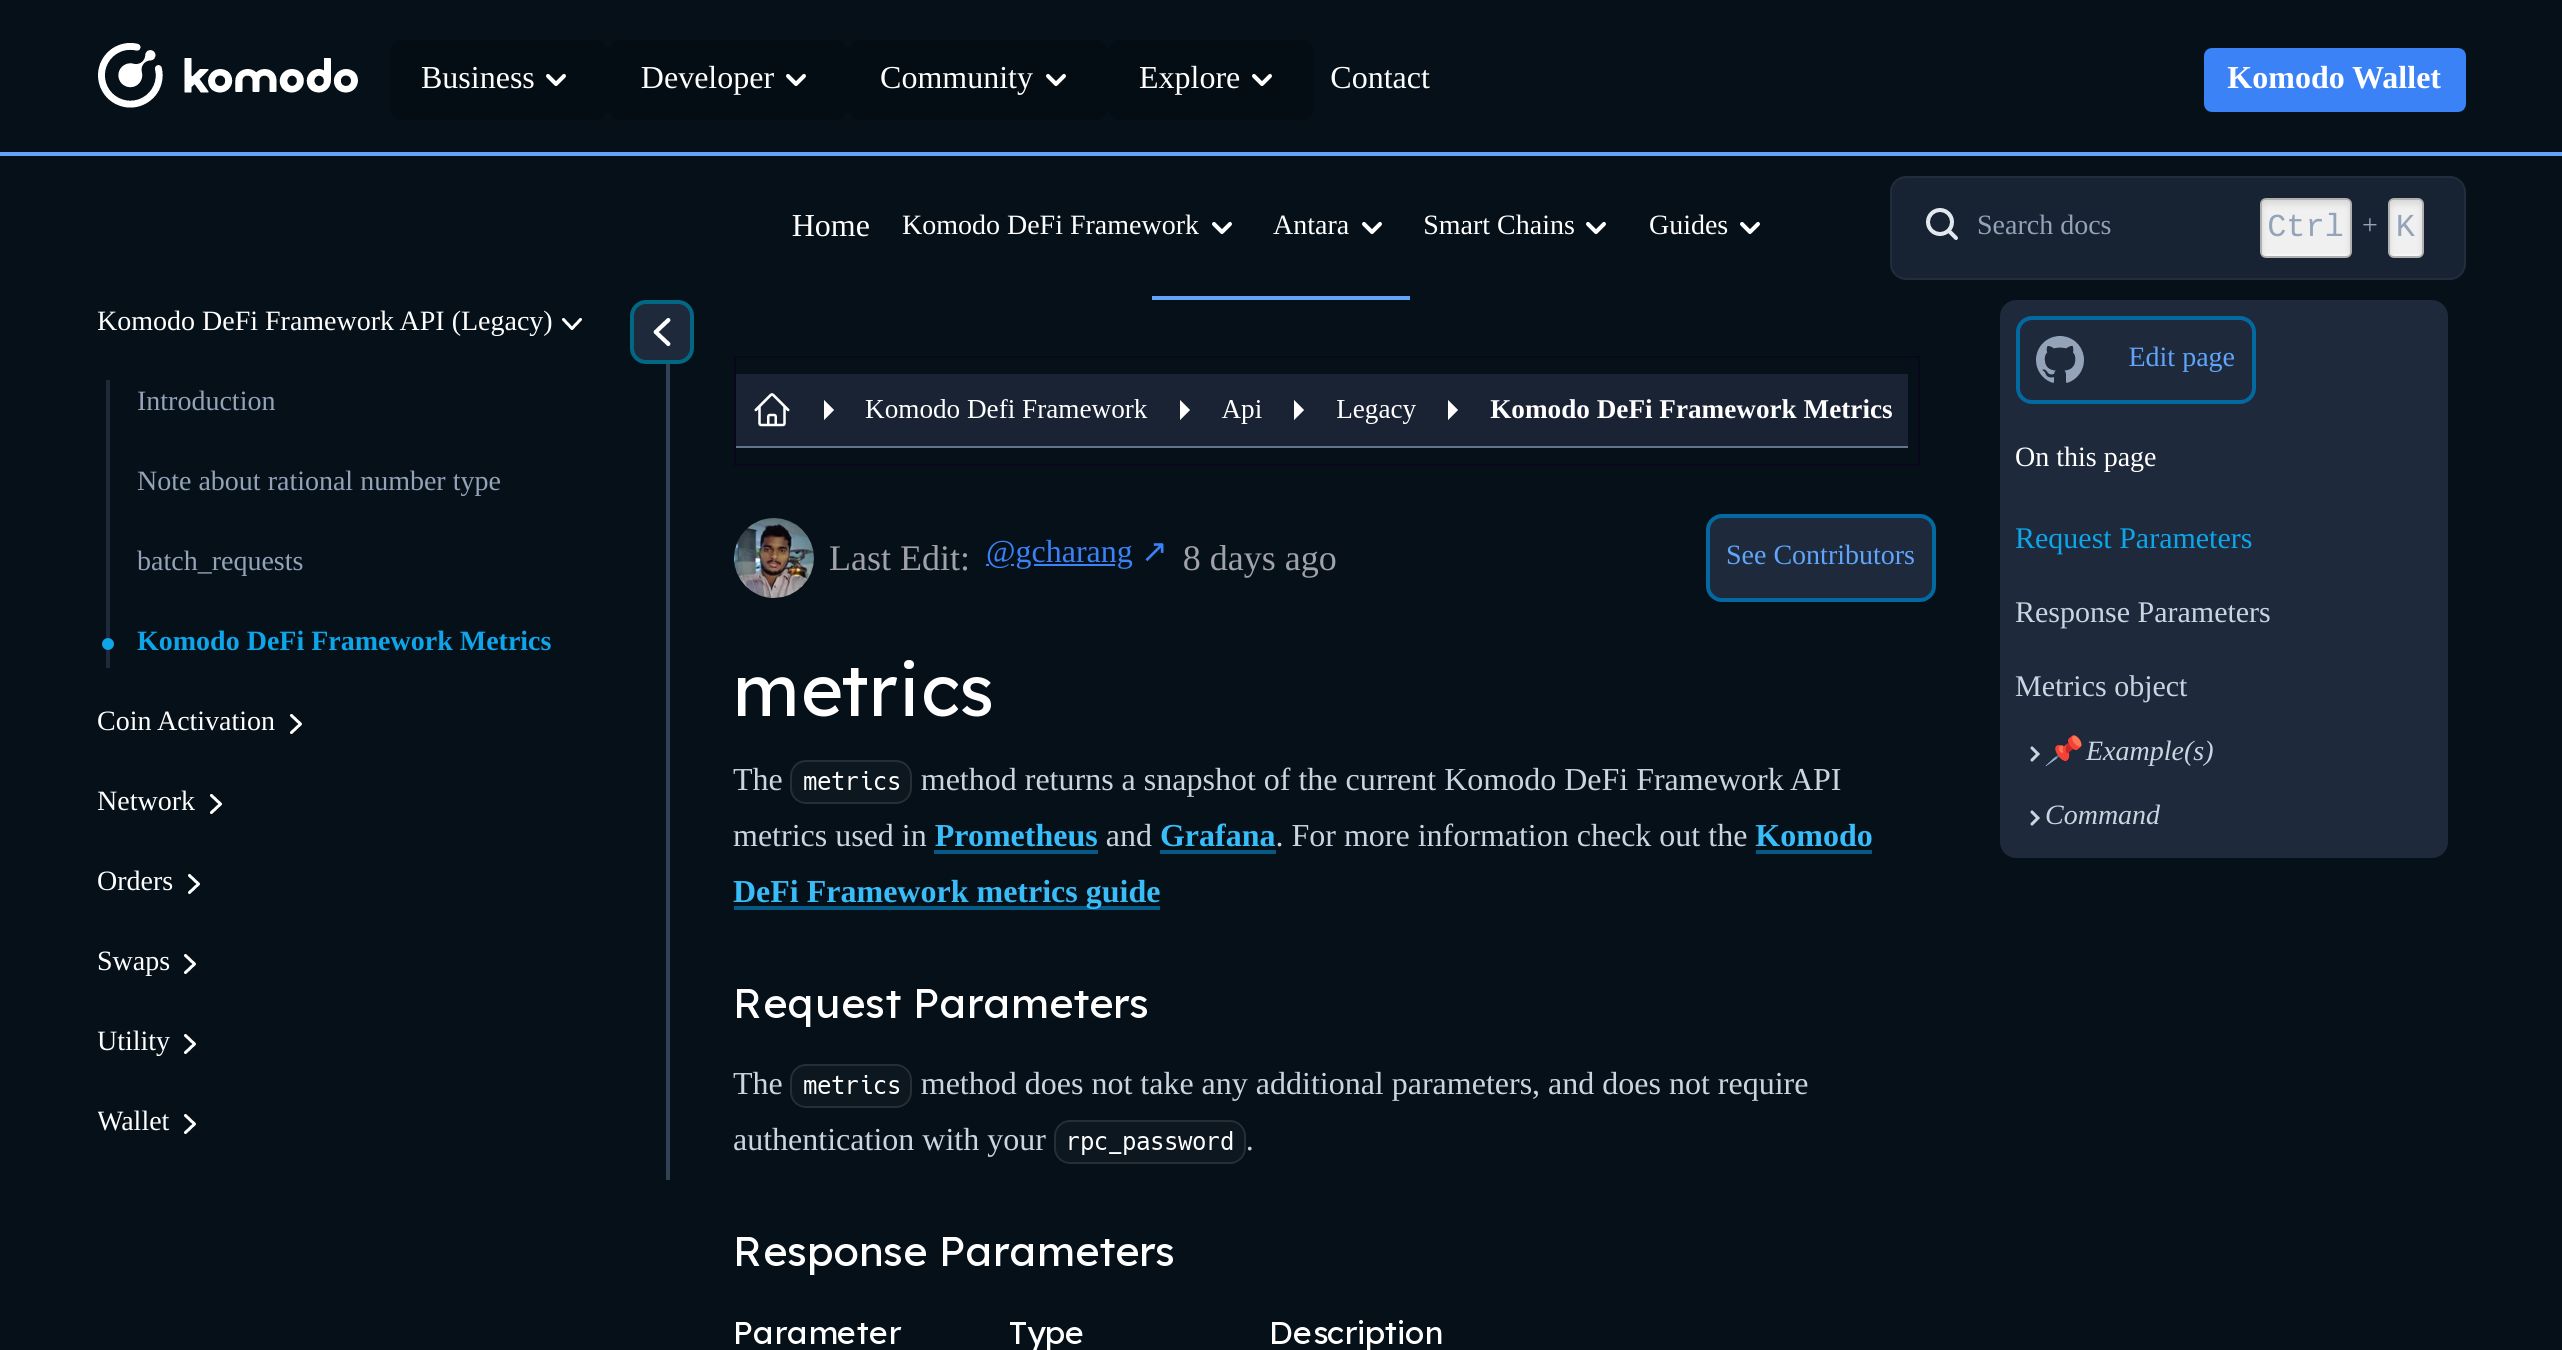 komodo Business Developer Community Explore Contact Komodo Wallet
Home Komodo DeFi Framework Antara Smart Chains Guides Search docs Ctrl + K
Komodo DeFi Framework API (Legacy)
Introduction
Note about rational number type
batch_requests
Komodo DeFi Framework Metrics
Coin Activation
Network
Orders
Swaps
Utility
Wallet
Komodo Defi Framework Api Legacy Komodo DeFi Framework Metrics
Last Edit: @gcharang ↗ 8 days ago See Contributors
metrics
The metrics method returns a snapshot of the current Komodo DeFi Framework API
metrics used in Prometheus and Grafana. For more information check out the Komodo
DeFi Framework metrics guide
Request Parameters
The metrics method does not take any additional parameters, and does not require
authentication with your rpc_password.
Response Parameters
Parameter Type Description
Edit page
On this page
Request Parameters
Response Parameters
Metrics object
📌 Example(s)
Command